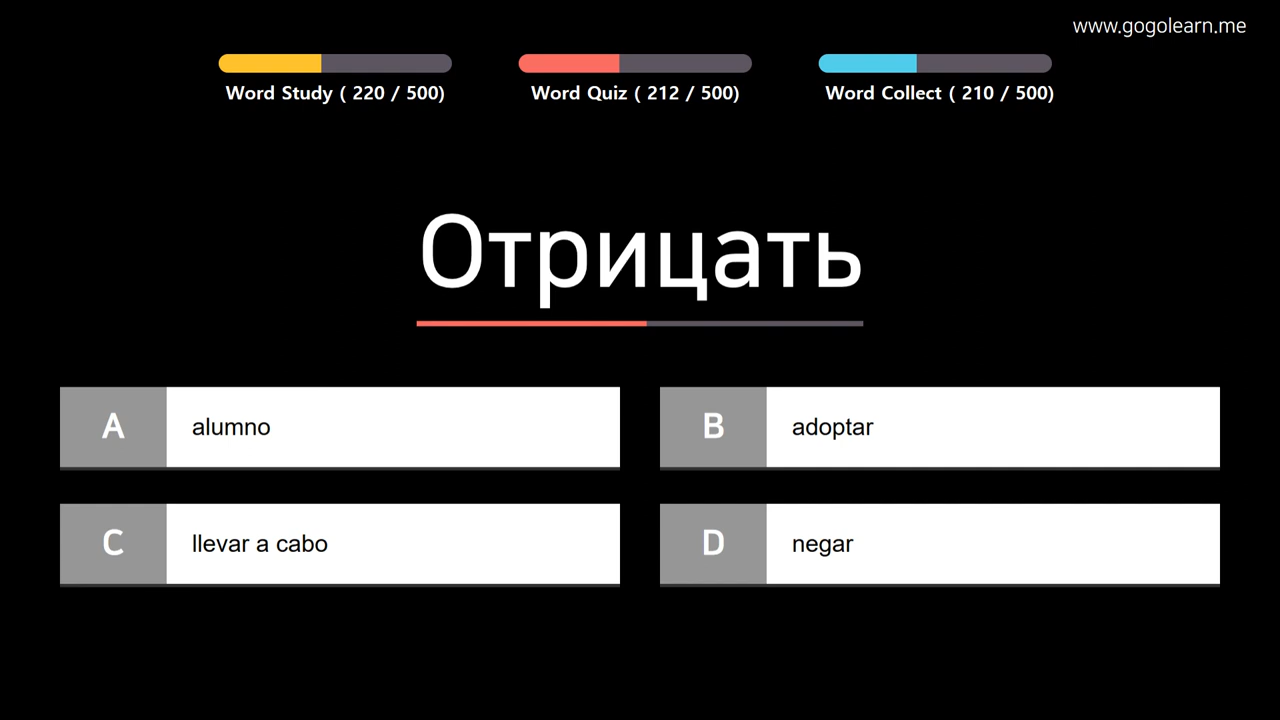 www.gogolearn.me
Word Study ( 220 / 500)
Word Quiz ( 212 / 500)
Word Collect ( 210 / 500)
Отрицать
A
alumno
B
adoptar
C
llevar a cabo
D
negar